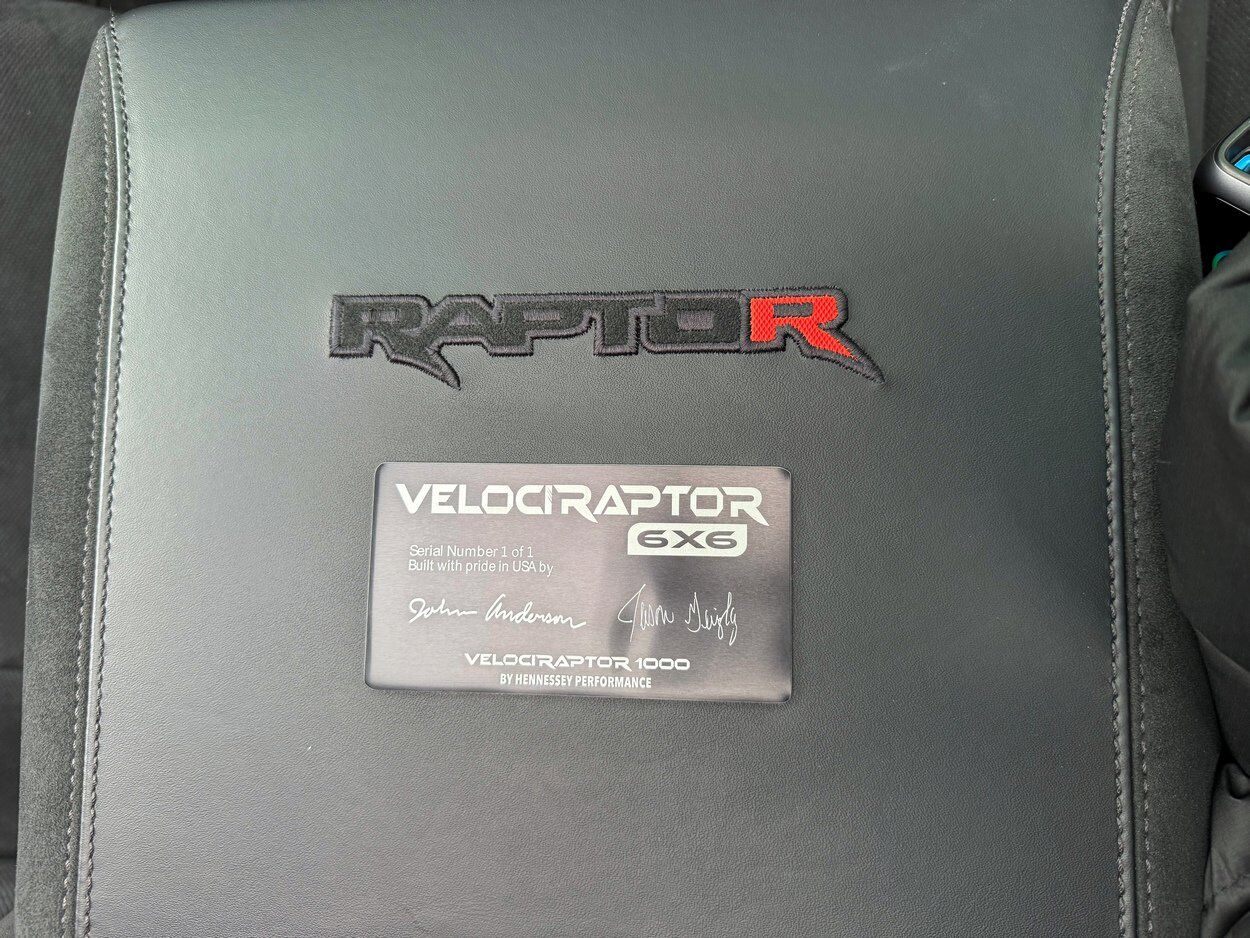 RAPTOR
VELOCIRAPTOR
6X6
Serial Number 1 of 1
Built with pride in USA by
John Anderson Jason
VELOCIRAPTOR 1000
BY HENNESSEY PERFORMANCE